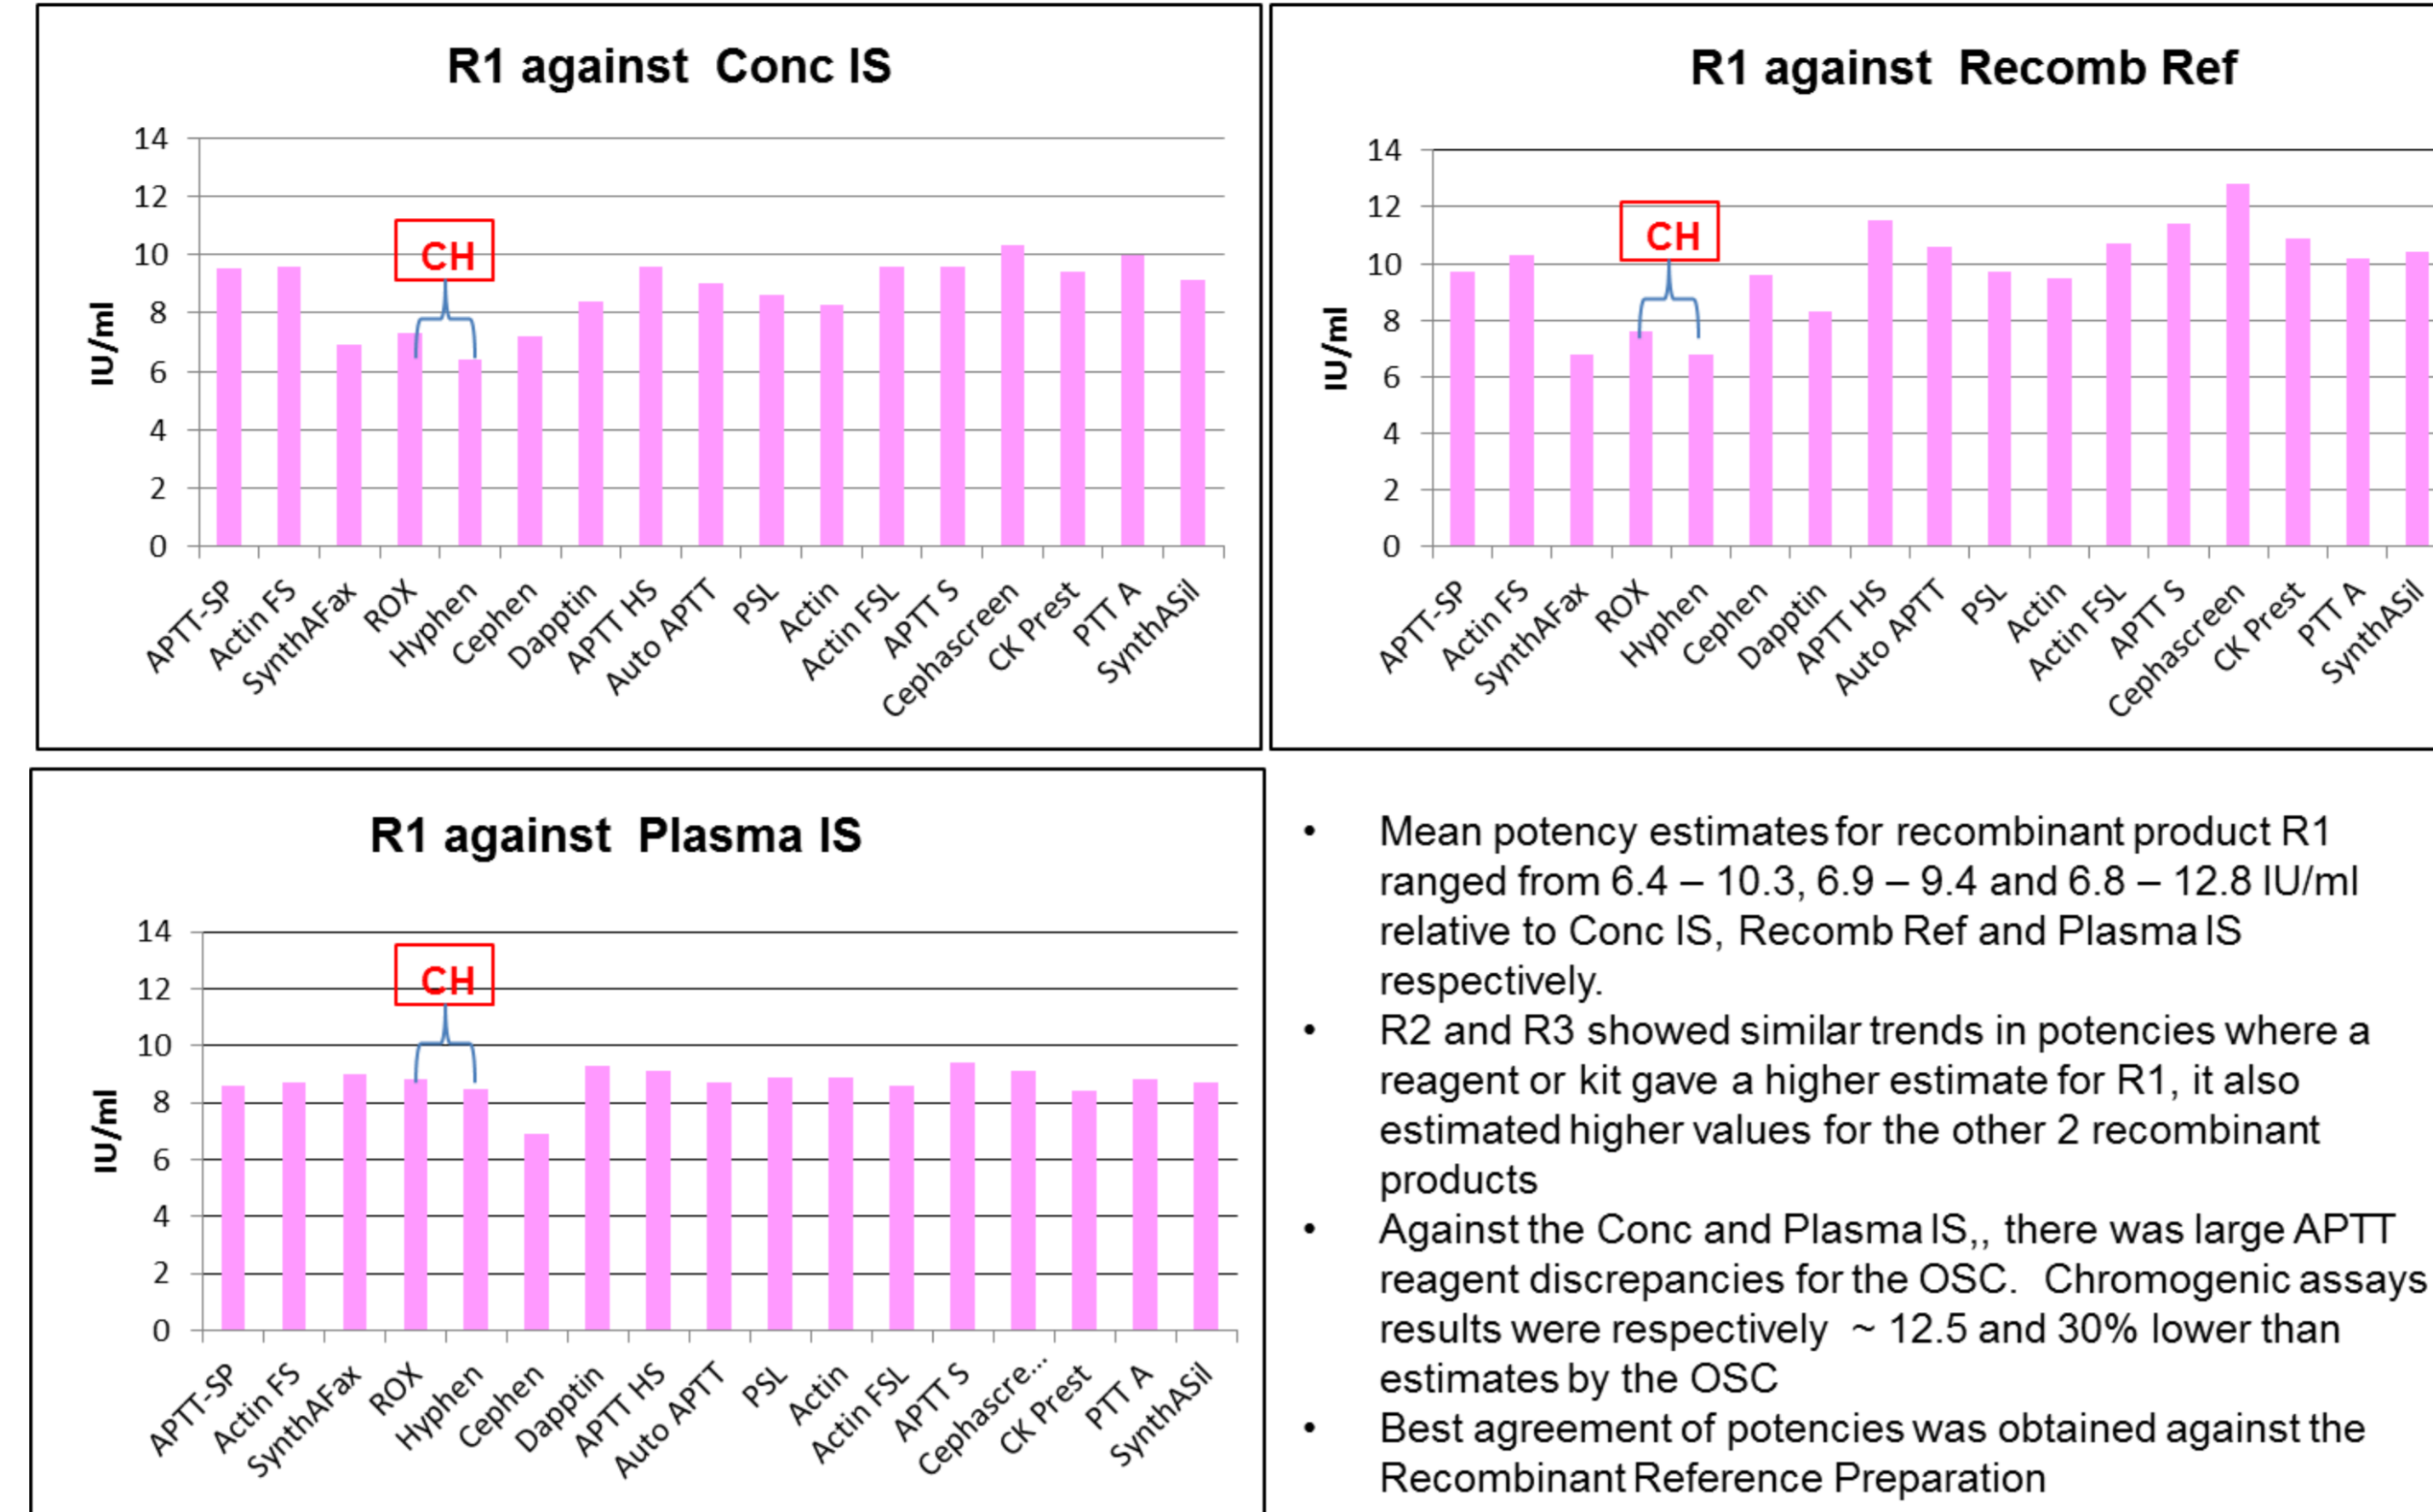 R1 against Conc IS
14
12
10
8
6
4
2
0
IU/ml
CH
APTT-SP
Actin FS
SynthAFax
ROX
Hyphen
Cephen
Dapptin
APTT HS
Auto APTT
PSL
Actin
Actin FSL
APTT S
Cephascreen
CK Prest
PTT A
SynthASil
R1 against Recomb Ref
14
12
10
8
6
4
2
0
IU/ml
CH
APTT-SP
Actin FS
SynthAFax
ROX
Hyphen
Cephen
Dapptin
APTT HS
Auto APTT
PSL
Actin
Actin FSL
APTT S
Cephascreen
CK Prest
PTT A
SynthASil
R1 against Plasma IS
14
12
10
8
6
4
2
0
IU/ml
CH
APTT-SP
Actin FS
SynthAFax
ROX
Hyphen
Cephen
Dapptin
APTT HS
Auto APTT
PSL
Actin
Actin FSL
APTT S
Cephascre...
CK Prest
PTT A
SynthASil
• Mean potency estimates for recombinant product R1
ranged from 6.4 – 10.3, 6.9 – 9.4 and 6.8 – 12.8 IU/ml
relative to Conc IS, Recomb Ref and Plasma IS
respectively.
• R2 and R3 showed similar trends in potencies where a
reagent or kit gave a higher estimate for R1, it also
estimated higher values for the other 2 recombinant
products
• Against the Conc and Plasma IS,, there was large APTT
reagent discrepancies for the OSC. Chromogenic assays
results were respectively ~ 12.5 and 30% lower than
estimates by the OSC
• Best agreement of potencies was obtained against the
Recombinant Reference Preparation